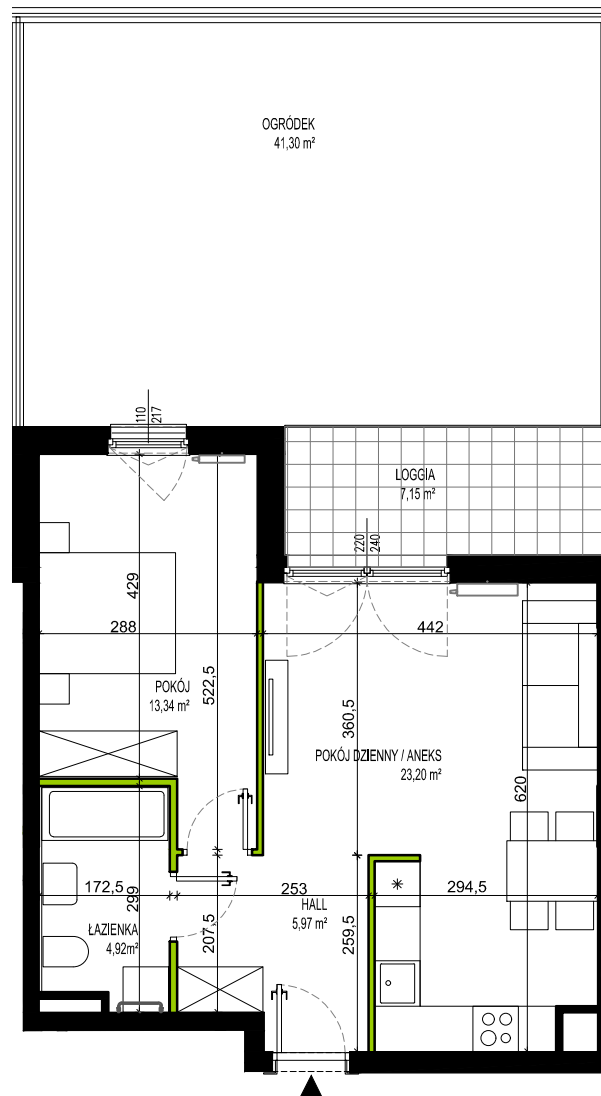 OGRÓDEK
41,30 m²
110
217
LOGGIA
7,15 m²
220
240
429
288
442
POKÓJ
13,34 m²
522,5
360,5
POKÓJ DZIENNY / ANEKS
23,20 m²
620
172,5
299
253
294,5
HALL
5,97 m²
ŁAZIENKA
4,92m²
207,5
259,5